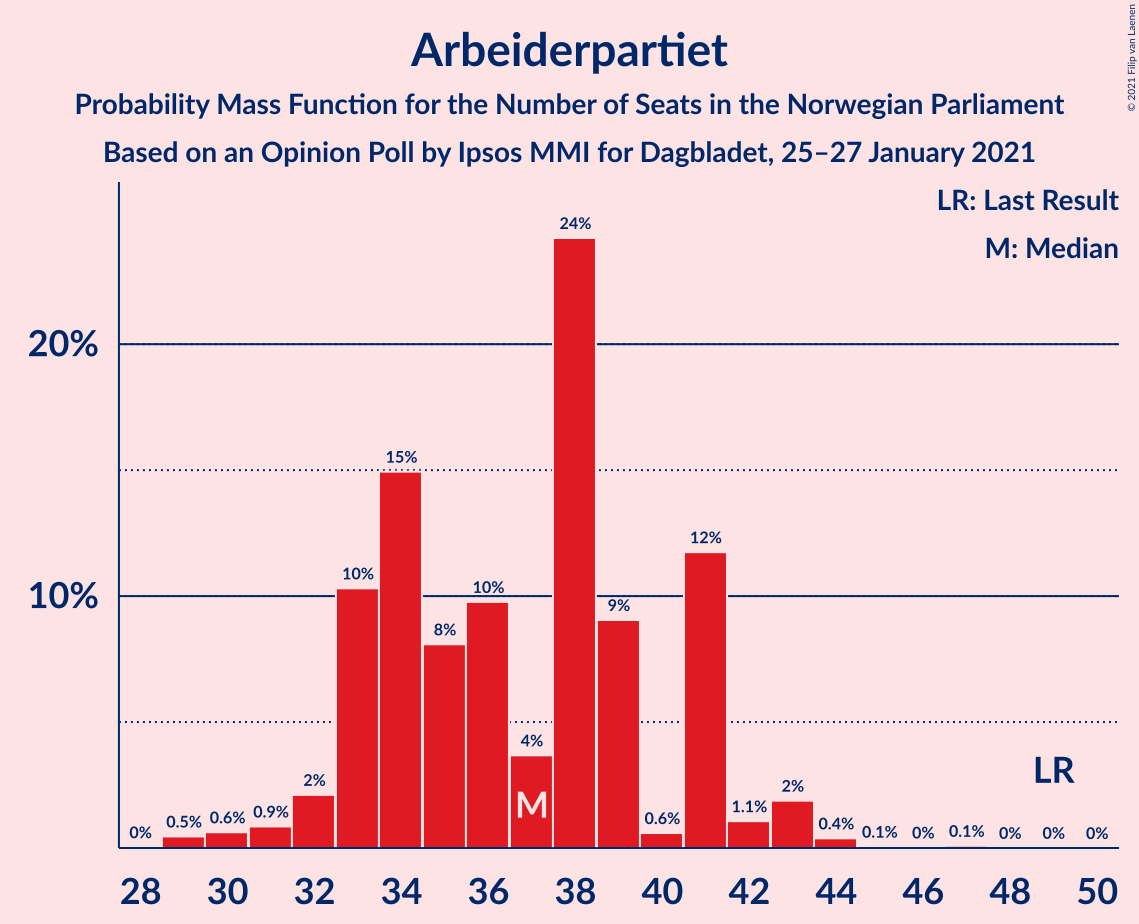 © 2021 Filip van Laenen
Arbeiderpartiet
Probability Mass Function for the Number of Seats in the Norwegian Parliament
Based on an Opinion Poll by Ipsos MMI for Dagbladet, 25–27 January 2021
LR: Last Result
M: Median
20%
10%
0% 0.5% 0.6% 0.9% 2% 10% 15% 8% 10% 4% 24% 9% 0.6% 12% 1.1% 2% 0.4% 0.1% 0% 0.1% 0% 0% 0%
M
LR
28 30 32 34 36 38 40 42 44 46 48 50